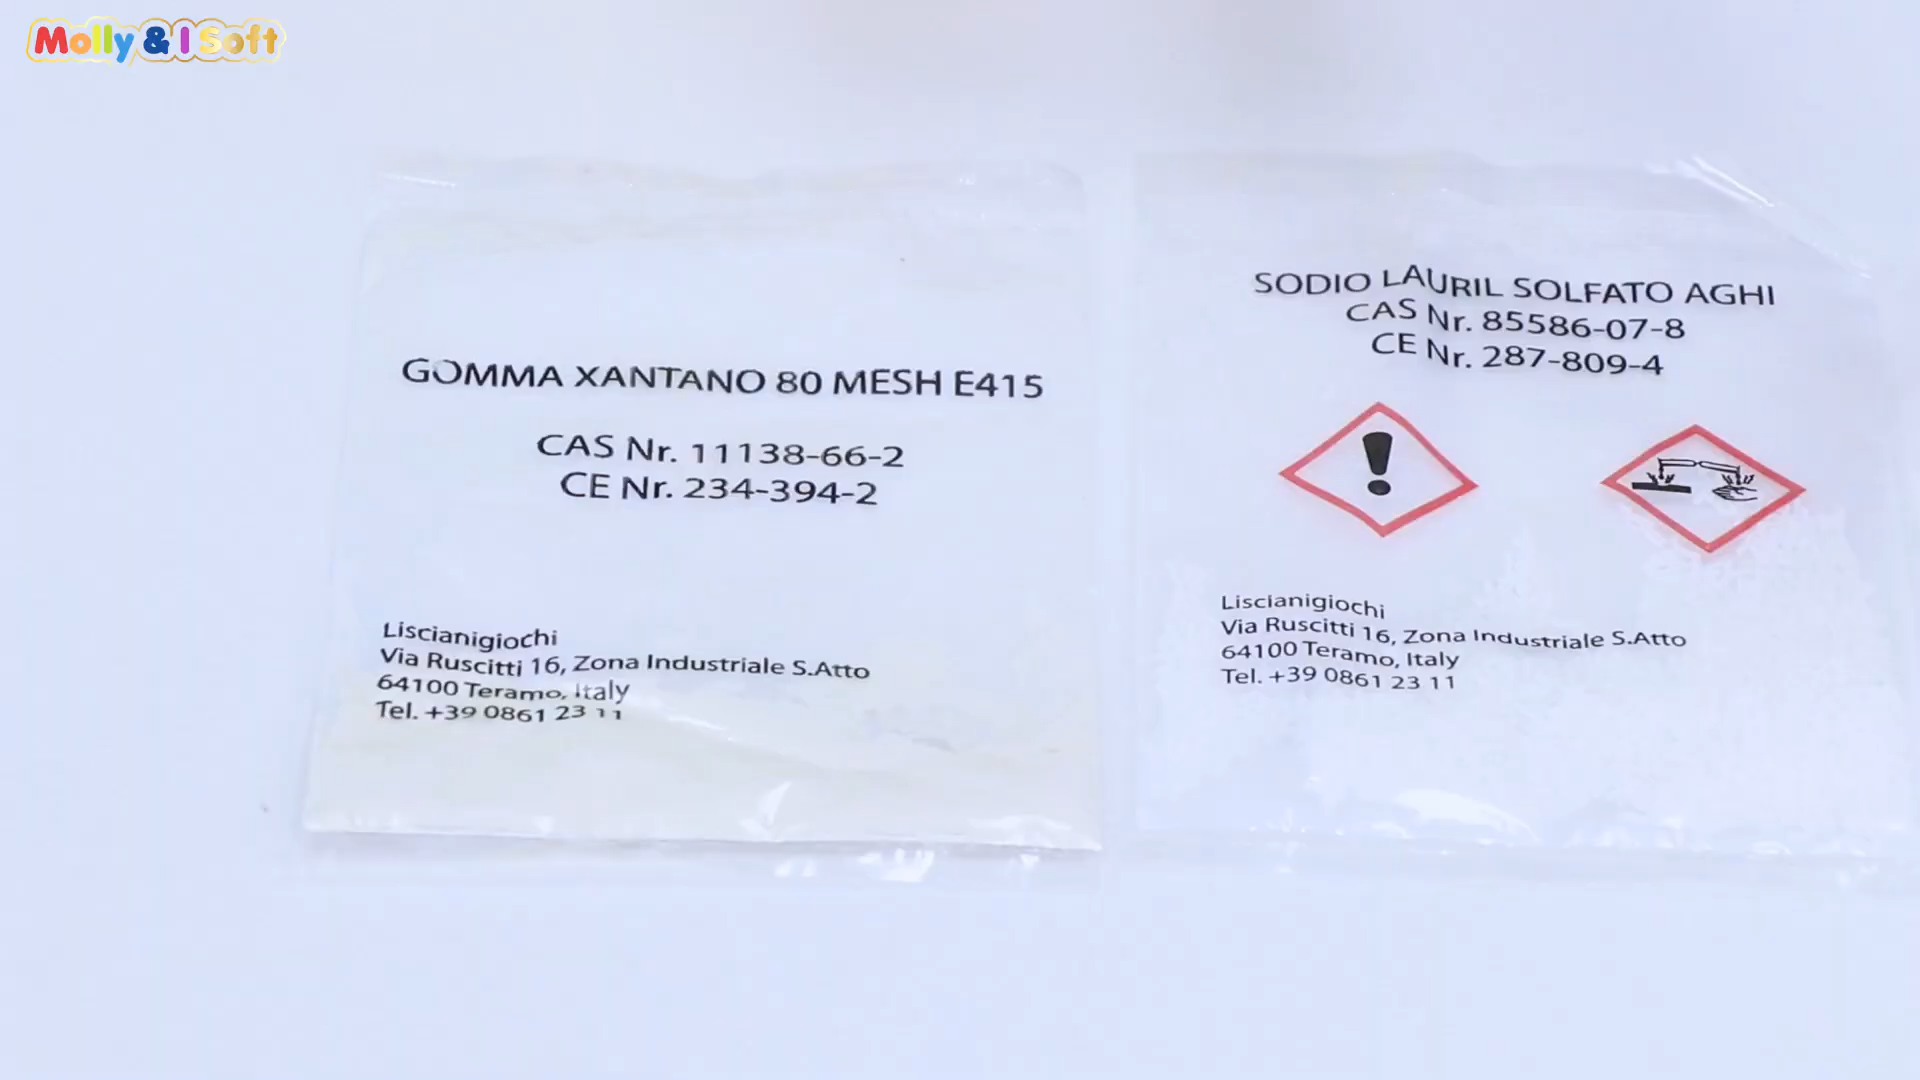 Molly & I Soft
GOMMA XANTANO 80 MESH E415
CAS Nr. 11138-66-2
CE Nr. 234-394-2
Liscianigiochi
Via Ruscitti 16, Zona Industriale S.Atto
64100 Teramo, Italy
Tel. +39 0861 23 11
SODIO LAURIL SOLFATO AGHI
CAS Nr. 85586-07-8
CE Nr. 287-809-4
Liscianigiochi
Via Ruscitti 16, Zona Industriale S.Atto
64100 Teramo, Italy
Tel. +39 0861 23 11